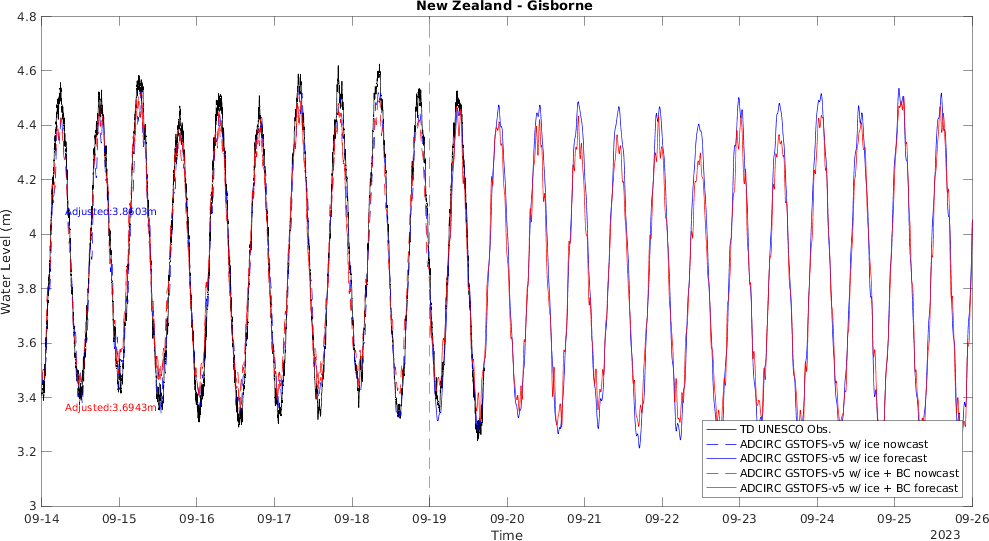 New Zealand - Gisborne
4.8
4.6
4.4
4.2
4
3.8
3.6
3.4
3.2
3
Water Level (m)
Adjusted:3.8603m
Adjusted:3.6943m
TD UNESCO Obs.
ADCIRC GSTOFS-v5 w/ ice nowcast
ADCIRC GSTOFS-v5 w/ ice forecast
ADCIRC GSTOFS-v5 w/ ice + BC nowcast
ADCIRC GSTOFS-v5 w/ ice + BC forecast
09-14 09-15 09-16 09-17 09-18 09-19 09-20 09-21 09-22 09-23 09-24 09-25 09-26
Time
2023